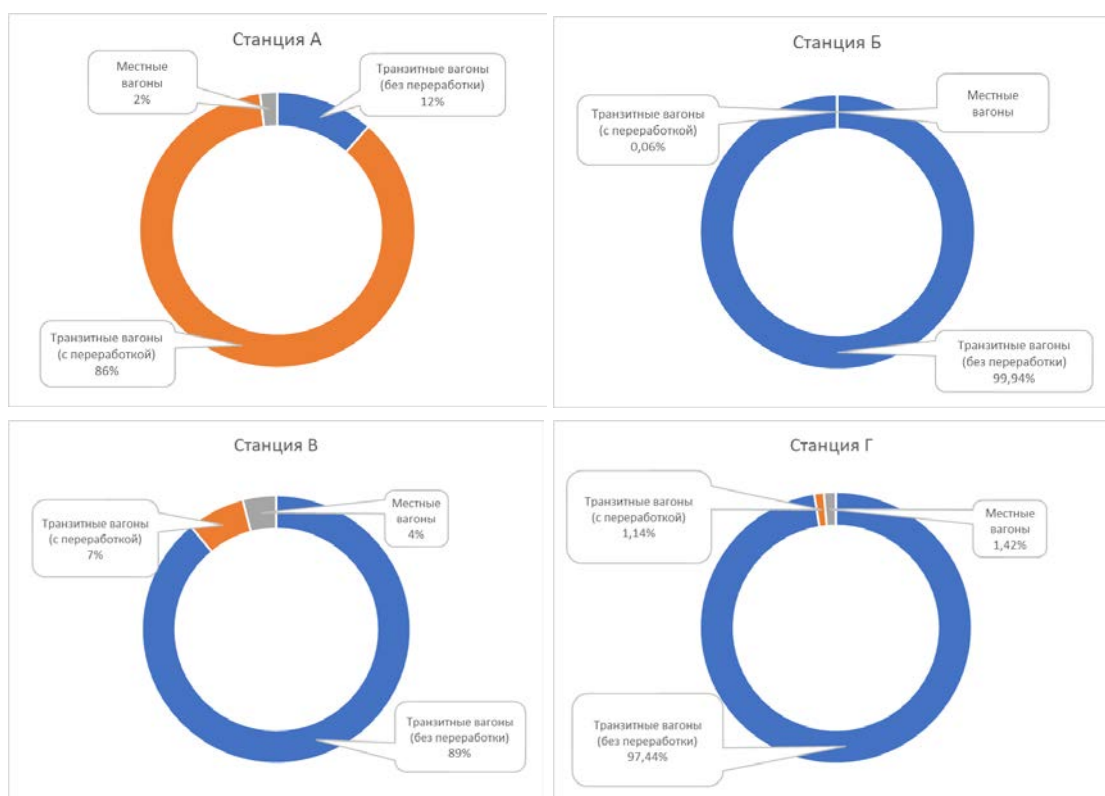 Станция А
Местные
вагоны
2%
Транзитные вагоны
(без переработки)
12%
Транзитные вагоны
(с переработкой)
86%
Станция Б
Транзитные вагоны
(с переработкой)
0,06%
Местные
вагоны
Транзитные вагоны
(без переработки)
99,94%
Станция В
Транзитные вагоны
(с переработкой)
7%
Местные
вагоны
4%
Транзитные вагоны
(без переработки)
89%
Станция Г
Транзитные вагоны
(с переработкой)
1,14%
Местные
вагоны
1,42%
Транзитные вагоны
(без переработки)
97,44%